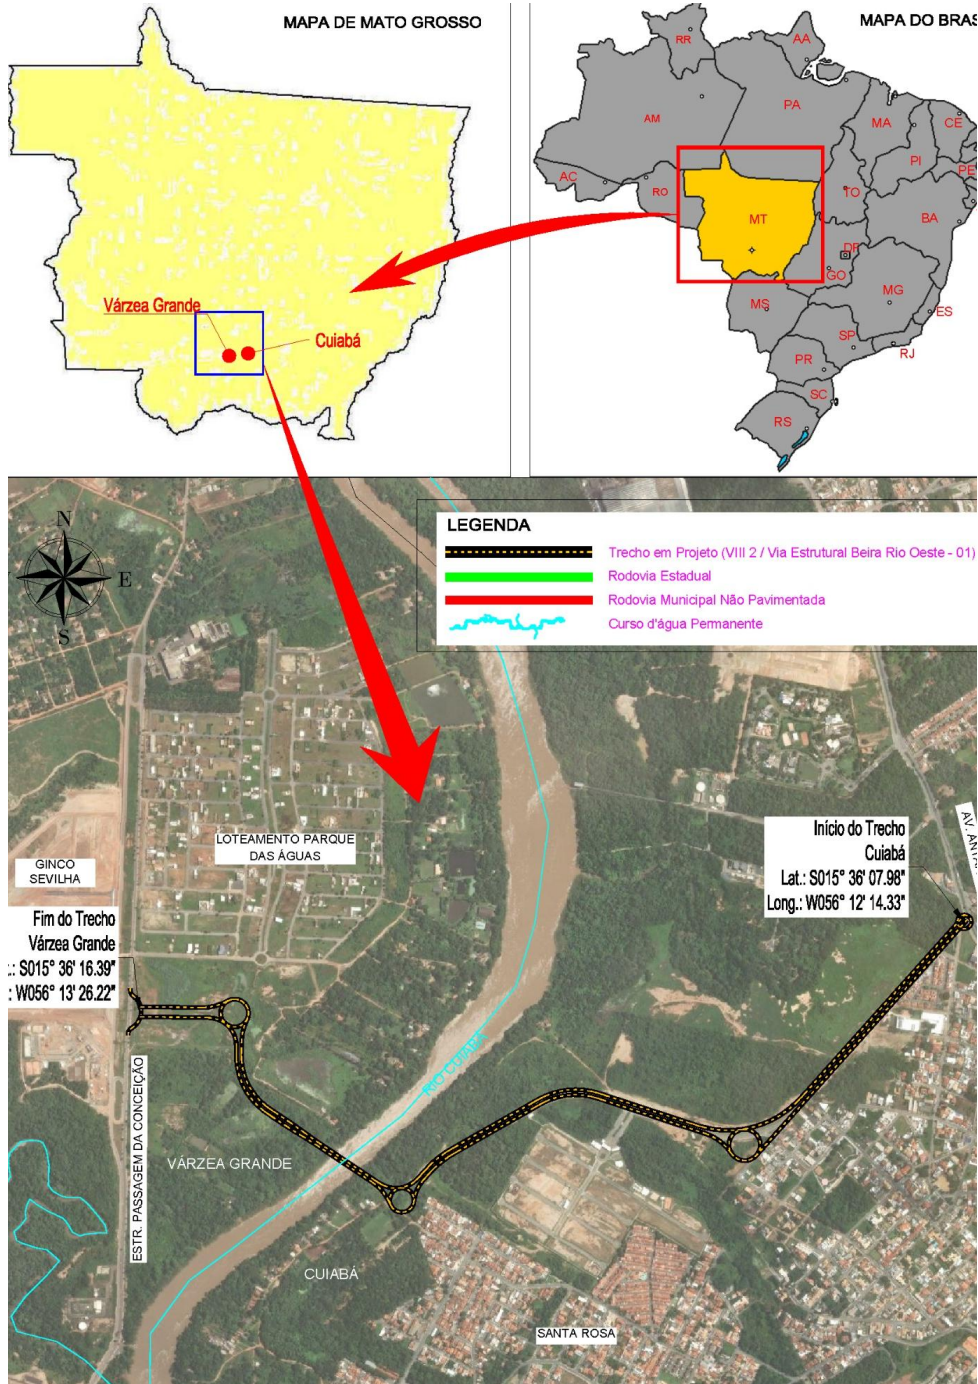 MAPA DE MATO GROSSO
MAPA DO BRAS
RR
AA
AM
PA
MA
CE
PI
PE
AC
RO
TO
BA
MT
DF
GO
MG
MS
ES
SP
RJ
PR
SC
RS
Várzea Grande
Cuiabá
N
E
S
LEGENDA
Trecho em Projeto (VIII 2 / Via Estrutural Beira Rio Oeste - 01)
Rodovia Estadual
Rodovia Municipal Não Pavimentada
Curso d'água Permanente
LOTEAMENTO PARQUE
DAS ÁGUAS
GINCO
SEVILHA
Início do Trecho
Cuiabá
Lat.: S015° 36' 07.98"
Long.: W056° 12' 14.33"
AV.
Fim do Trecho
Várzea Grande
.: S015° 36' 16.39"
: W056° 13' 26.22"
ESTR. PASSAGEM DA CONCEIÇÃO
RIO CUIABÁ
VÁRZEA GRANDE
CUIABÁ
SANTA ROSA